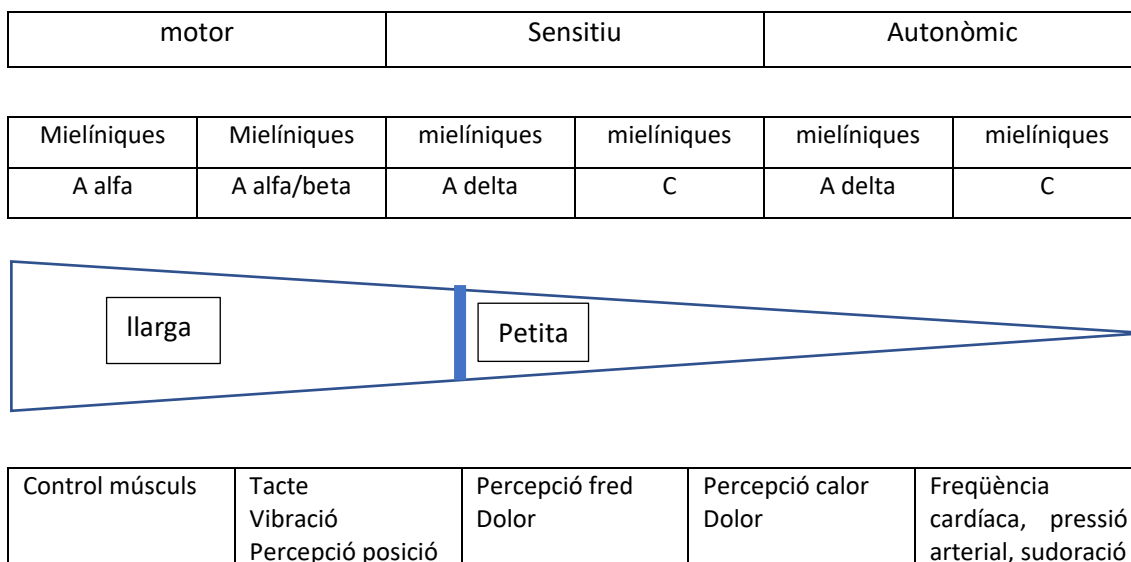 motor Sensitiu Autonòmic
Mielíniques Mielíniques mielíniques mielíniques mielíniques mielíniques
A alfa A alfa/beta A delta C A delta C
llarga
Petita
Control músculs
Tacte
Vibració
Percepció posició
Percepció fred
Dolor
Percepció calor
Dolor
Freqüència
cardíaca, pressió
arterial, sudoració